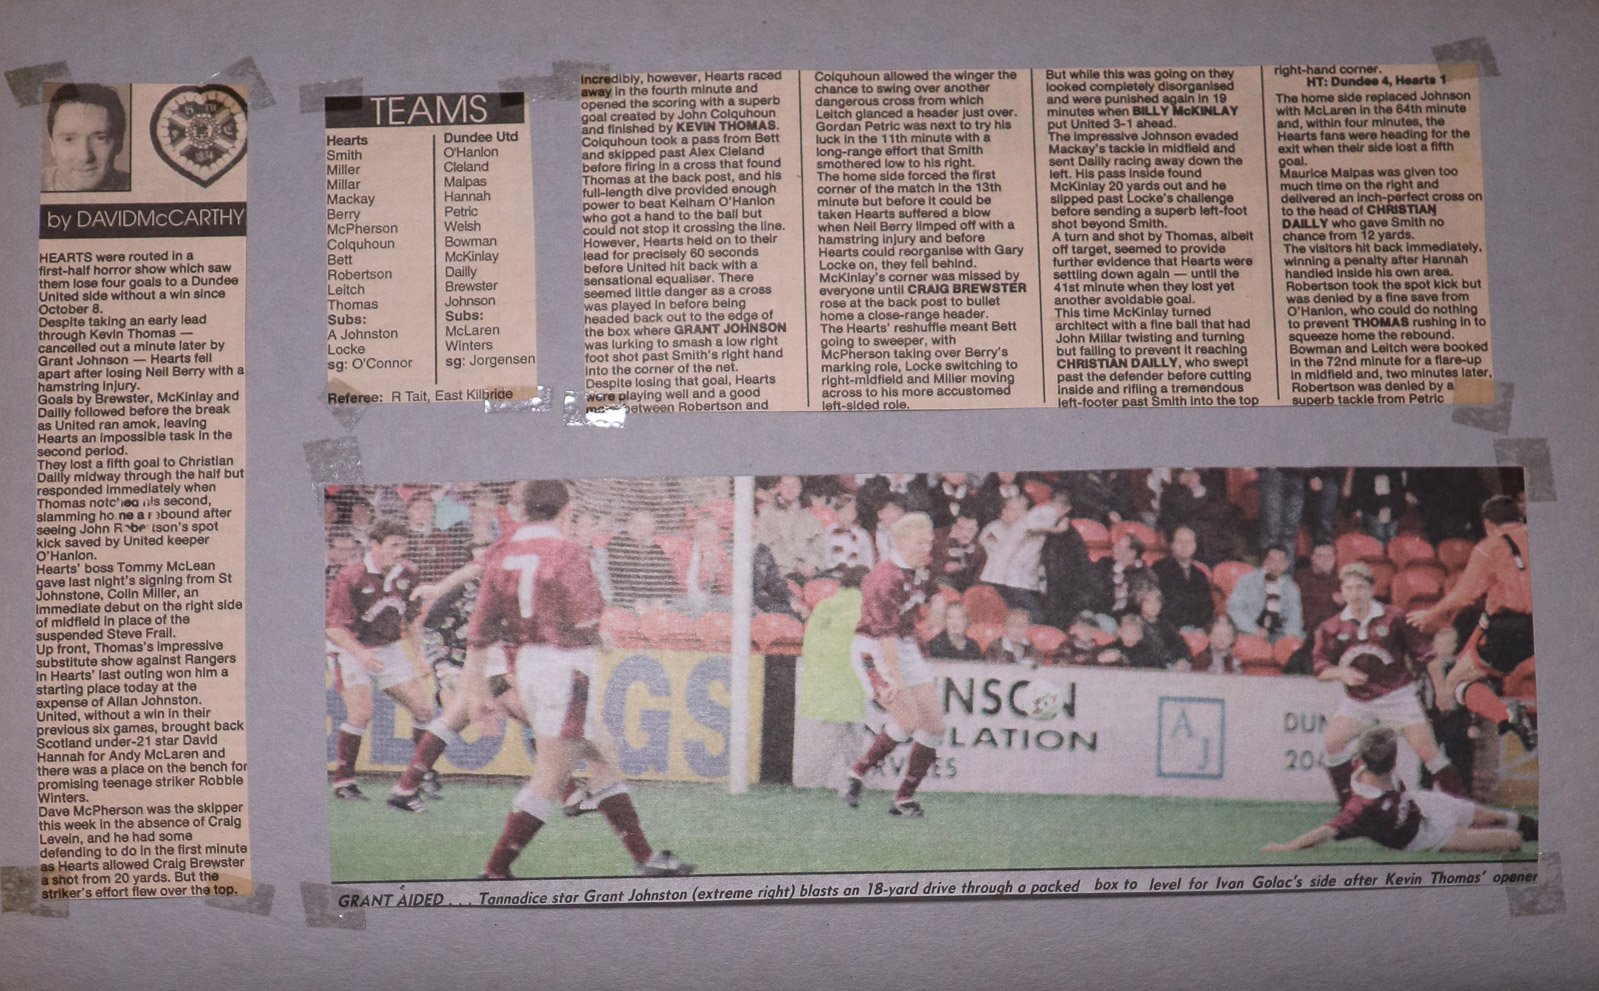 by DAVIDMcCARTHY
HEARTS were routed in a
first-half horror show which saw
them lose four goals to a Dundee
United side without a win since
October 8.
Despite taking an early lead
through Kevin Thomas —
cancelled out a minute later by
Grant Johnson — Hearts fell
apart after losing Neil Berry with a
hamstring injury.
Goals by Brewster, McKinlay and
Dailly followed before the break
as United ran amok, leaving
Hearts an impossible task in the
second period.
They lost a fifth goal to Christian
Dailly midway through the half but
responded immediately when
Thomas his second,
slamming a rebound after
seeing John spot
kick saved by United keeper
O'Hanlon.
Hearts' boss Tommy McLean
gave last night's signing from St
Johnstone, Colin Miller, an
immediate debut on the right side
of midfield in place of the
suspended Steve Frail.
Up front, Thomas's impressive
substitute show against Rangers
in Hearts' last outing won him a
starting place today at the
expense of Allan Johnston.
United, without a win in their
previous six games, brought back
Scotland under-21 star David
Hannah for Andy McLaren and
there was a place on the bench for
promising teenage striker Robbie
Winters.
Dave McPherson was the skipper
this week in the absence of Craig
Levein, and he had some
defending to do in the first minute
as Hearts allowed Craig Brewster
a shot from 20 yards. But the
striker's effort flew over the top.
TEAMS
Hearts
Smith
Miller
Millar
Mackay
Berry
McPherson
Colquhoun
Bett
Robertson
Leitch
Thomas
Subs:
A Johnston
Locke
sg: O'Connor
Dundee Utd
O'Hanlon
Cleland
Malpas
Hannah
Petric
Welsh
Bowman
McKinlay
Dailly
Brewster
Johnson
Subs:
McLaren
Winters
sg: Jorgensen
Referee: R Tait, East Kilbride
Incredibly, however, Hearts raced
away in the fourth minute and
opened the scoring with a superb
goal created by John Colquhoun
and finished by KEVIN THOMAS.
Colquhoun took a pass from Bett
and skipped past Alex Cleland
before firing in a cross that found
Thomas at the back post, and his
full-length dive provided enough
power to beat Kelham O'Hanlon
who got a hand to the ball but
could not stop it crossing the line.
However, Hearts held on to their
lead for precisely 60 seconds
before United hit back with a
sensational equaliser. There
seemed little danger as a cross
was played in before being
headed back out to the edge of
the box where GRANT JOHNSON
was lurking to smash a low right
foot shot past Smith's right hand
into the corner of the net.
Despite losing that goal, Hearts
were playing well and a good
between Robertson and
Colquhoun allowed the winger the
chance to swing over another
dangerous cross from which
Leitch glanced a header just over.
Gordan Petric was next to try his
luck in the 11th minute with a
long-range effort that Smith
smothered low to his right.
The home side forced the first
corner of the match in the 13th
minute but before it could be
taken Hearts suffered a blow
when Neil Berry limped off with a
hamstring injury and before
Hearts could reorganise with Gary
Locke on, they fell behind.
McKinlay's corner was missed by
everyone until CRAIG BREWSTER
rose at the back post to bullet
home a close-range header.
The Hearts' reshuffle meant Bett
going to sweeper, with
McPherson taking over Berry's
marking role, Locke switching to
right-midfield and Miller moving
across to his more accustomed
left-sided role.
But while this was going on they
looked completely disorganised
and were punished again in 19
minutes when BILLY McKINLAY
put United 3-1 ahead.
The impressive Johnson evaded
Mackay's tackle in midfield and
sent Dailly racing away down the
left. His pass inside found
McKinlay 20 yards out and he
slipped past Locke's challenge
before sending a superb left-foot
shot beyond Smith.
A turn and shot by Thomas, albeit
off target, seemed to provide
further evidence that Hearts were
settling down again — until the
41st minute when they lost yet
another avoidable goal.
This time McKinlay turned
architect with a fine ball that had
John Millar twisting and turning
but failing to prevent it reaching
CHRISTIAN DAILLY, who swept
past the defender before cutting
inside and rifling a tremendous
left-footer past Smith into the top
right-hand corner.
HT: Dundee 4, Hearts 1
The home side replaced Johnson
with McLaren in the 64th minute
and, within four minutes, the
Hearts fans were heading for the
exit when their side lost a fifth
goal.
Maurice Malpas was given too
much time on the right and
delivered an inch-perfect cross on
to the head of CHRISTIAN
DAILLY who gave Smith no
chance from 12 yards.
The visitors hit back immediately,
winning a penalty after Hannah
handled inside his own area.
Robertson took the spot kick but
was denied by a fine save from
O'Hanlon, who could do nothing
to prevent THOMAS rushing in to
squeeze home the rebound.
Bowman and Leitch were booked
in the 72nd minute for a flare-up
in midfield and, two minutes later,
Robertson was denied by a
superb tackle from Petric
7
NSON
LATION
AJ
DUN
204
GRANT AIDED . . . Tannadice star Grant Johnston (extreme right) blasts an 18-yard drive through a packed box to level for Ivan Golac's side after Kevin Thomas' opener